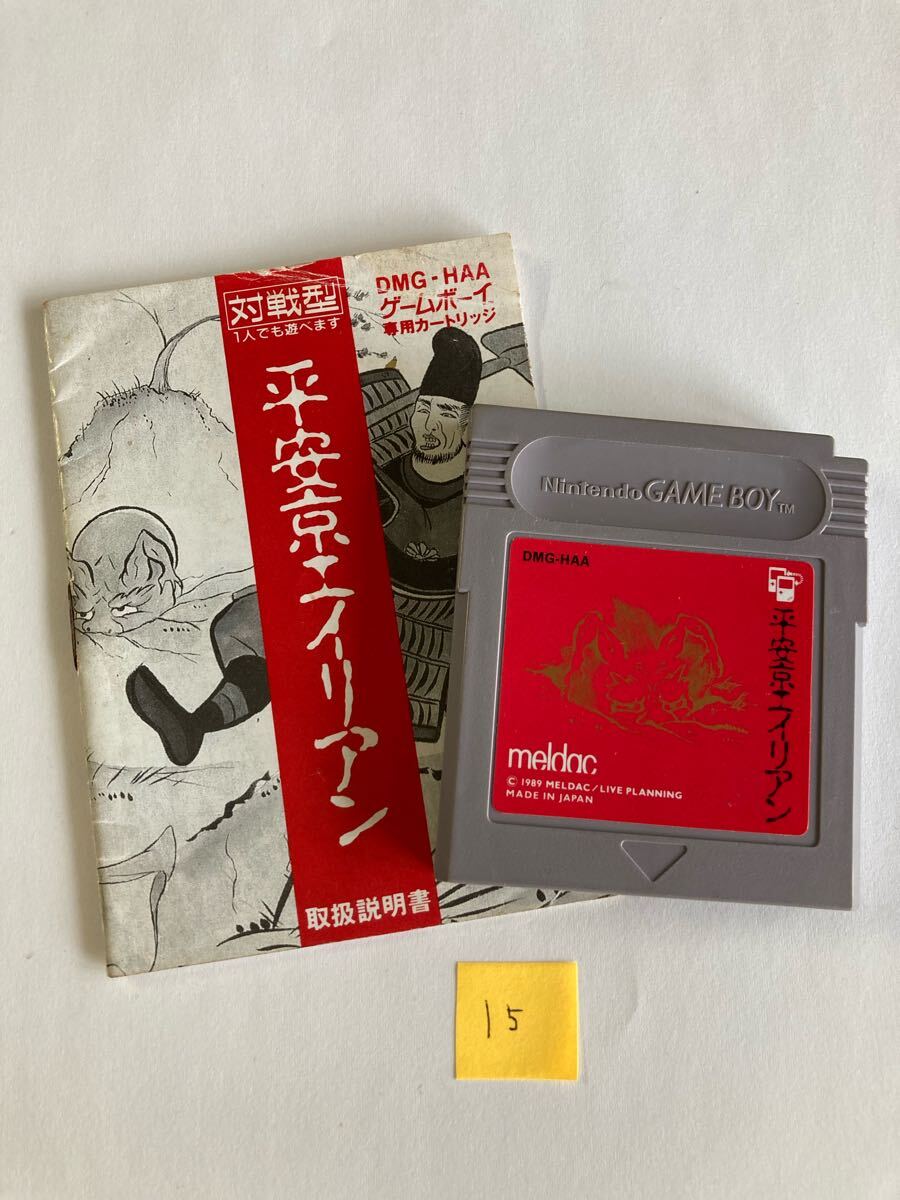 対戦型
1人でも遊べます
DMG-HAA
ゲームボーイ
専用カートリッジ
平安京エイリアン
取扱説明書
Nintendo GAME BOY TM
DMG-HAA
平安京エイリアン
meldac
© 1989 MELDAC/LIVE PLANNING
MADE IN JAPAN
15